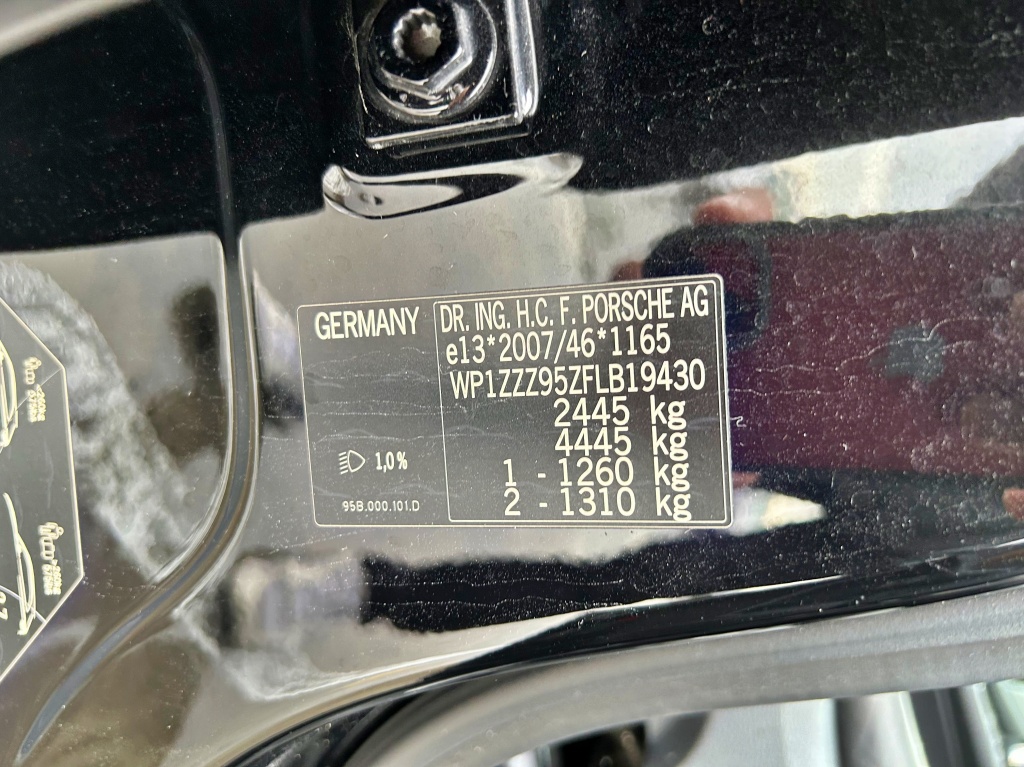 GERMANY
DR. ING. H.C. F. PORSCHE AG
e13*2007/46*1165
WP1ZZZ95ZFLB19430
2445 kg
4445 kg
1 - 1260 kg
2 - 1310 kg
1,0%
95B.000.101.D